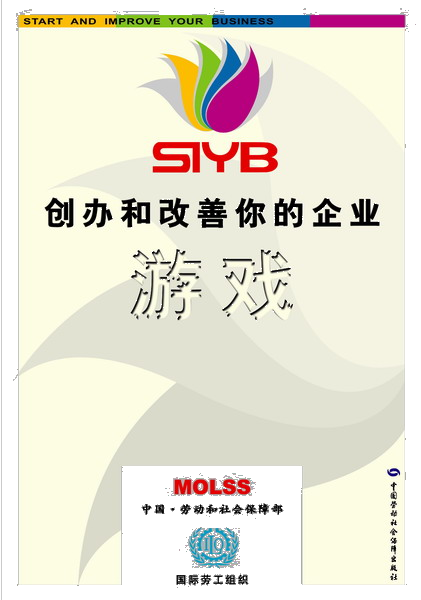 START AND IMPROVE YOUR BUSINESS
SIYB
创办和改善你的企业
游戏
MOLSS
中国·劳动和社会保障部
国际劳工组织
中国劳动社会保障出版社